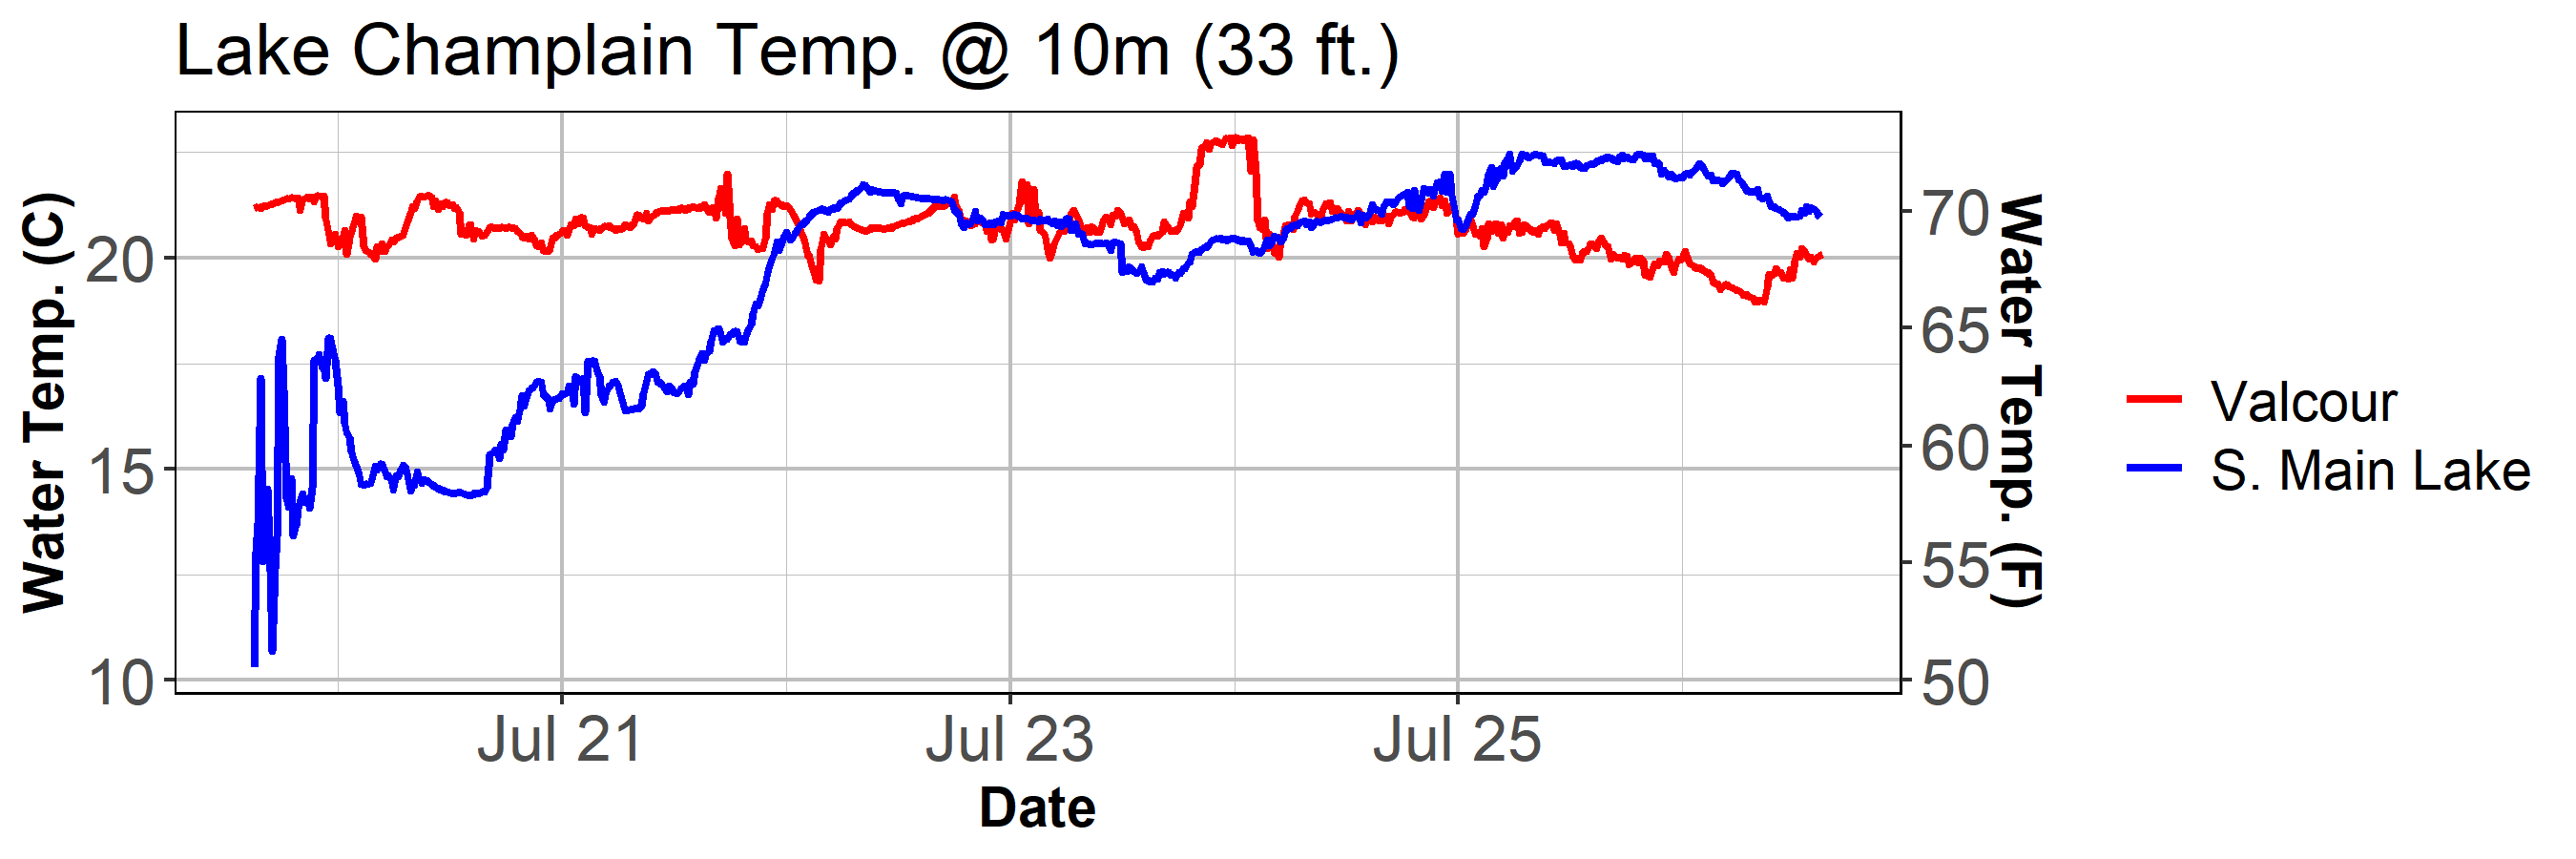 Lake Champlain Temp. @ 10m (33 ft.)
Water Temp. (C)
20
15
10
70
65
60
55
50
Water Temp. (F)
Jul 21
Jul 23
Jul 25
Date
Valcour
S. Main Lake